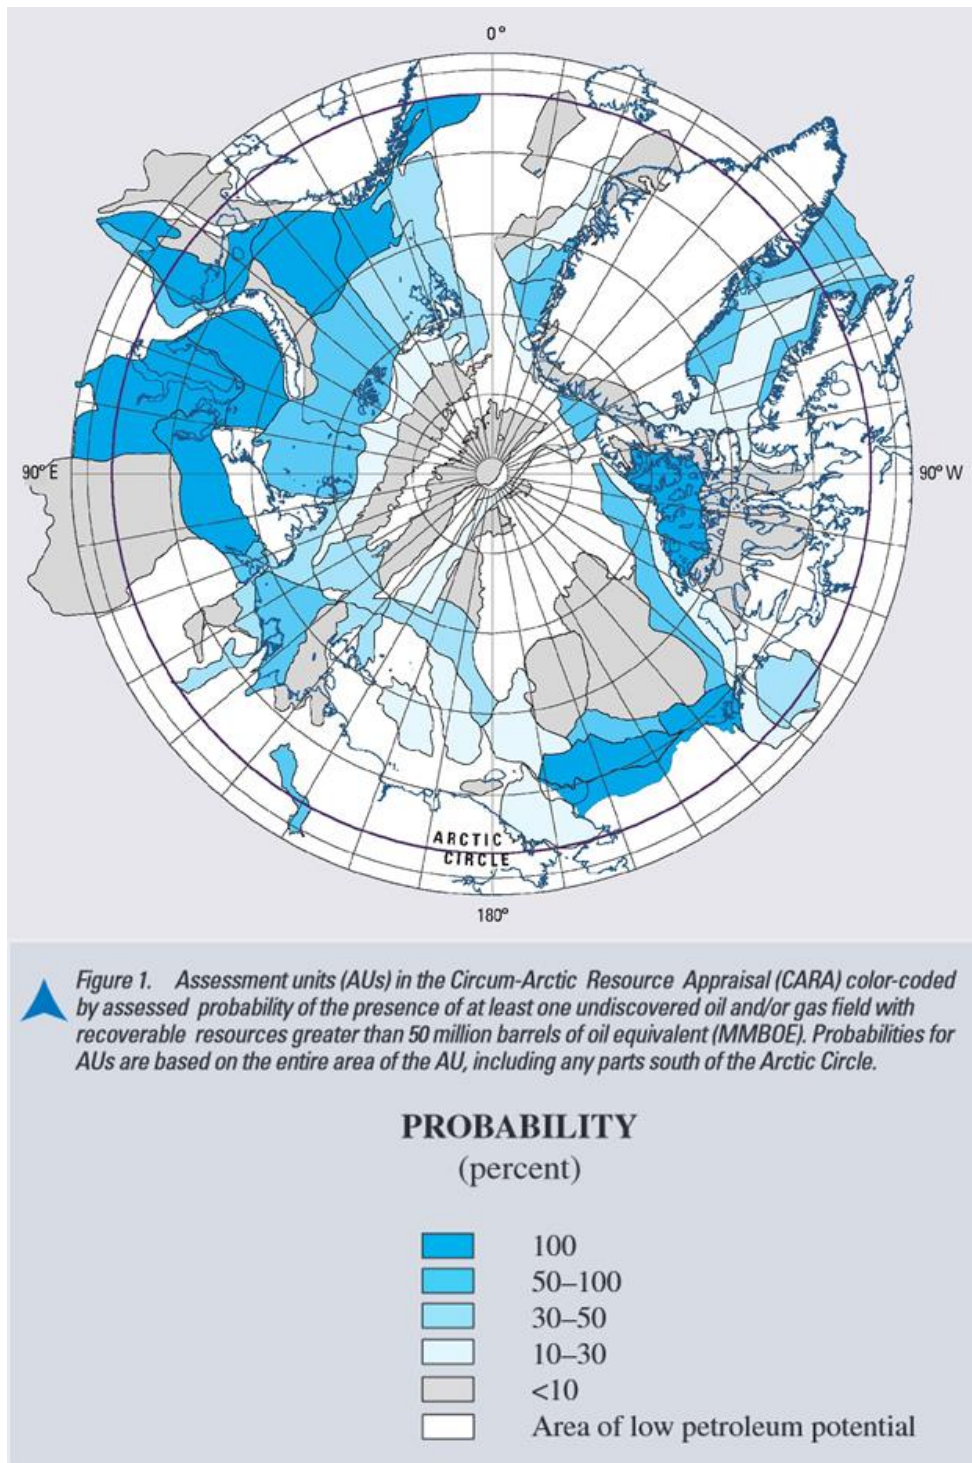 0°
90° E
90° W
ARCTIC
CIRCLE
180°
Figure 1. Assessment units (AUs) in the Circum-Arctic Resource Appraisal (CARA) color-coded
by assessed probability of the presence of at least one undiscovered oil and/or gas field with
recoverable resources greater than 50 million barrels of oil equivalent (MMBOE). Probabilities for
AUs are based on the entire area of the AU, including any parts south of the Arctic Circle.
PROBABILITY
(percent)
100
50–100
30–50
10–30
<10
Area of low petroleum potential